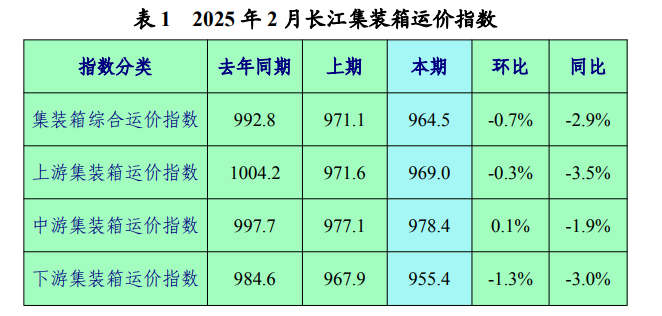 表 1 2025 年 2 月长江集装箱运价指数
指数分类 去年同期 上期 本期 环比 同比
集装箱综合运价指数 992.8 971.1 964.5 -0.7% -2.9%
上游集装箱运价指数 1004.2 971.6 969.0 -0.3% -3.5%
中游集装箱运价指数 997.7 977.1 978.4 0.1% -1.9%
下游集装箱运价指数 984.6 967.9 955.4 -1.3% -3.0%